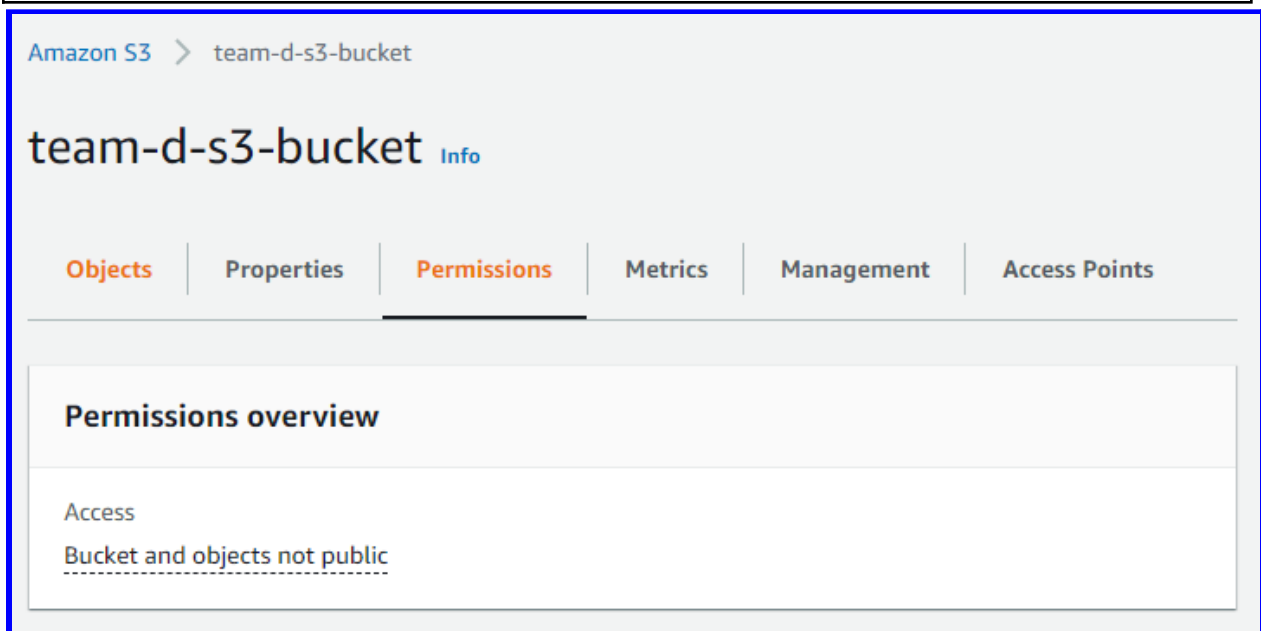 Amazon S3 > team-d-s3-bucket
team-d-s3-bucket Info
Objects Properties Permissions Metrics Management Access Points
Permissions overview
Access
Bucket and objects not public